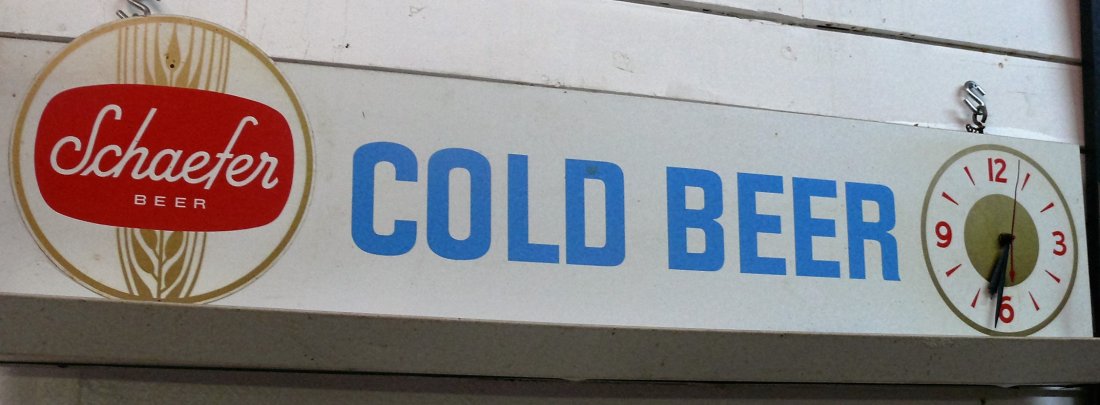 Schaefer
BEER
COLD BEER
12
9 3
6